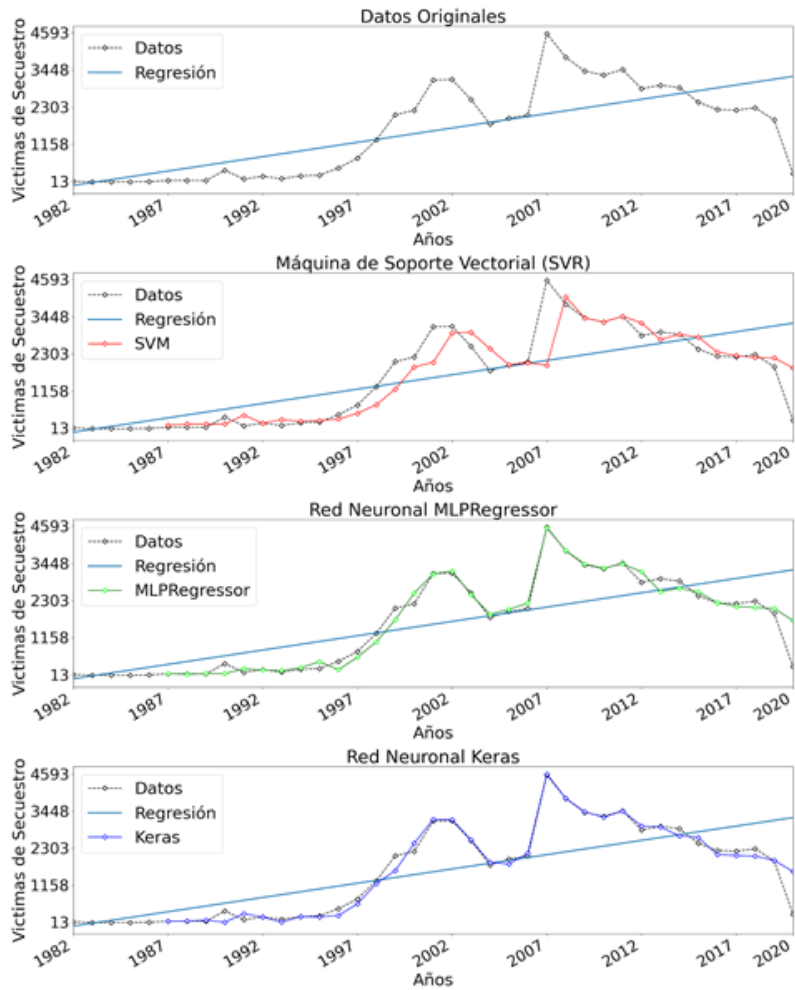 Datos Originales
Victimas de Secuestro
4593
3448
2303
1158
13
Datos
Regresión
1982
1987
1992
1997
2002
2007
2012
2017
2020
Años
Máquina de Soporte Vectorial (SVR)
Victimas de Secuestro
4593
3448
2303
1158
13
Datos
Regresión
SVM
1982
1987
1992
1997
2002
2007
2012
2017
2020
Años
Red Neuronal MLPRegressor
Victimas de Secuestro
4593
3448
2303
1158
13
Datos
Regresión
MLPRegressor
1982
1987
1992
1997
2002
2007
2012
2017
2020
Años
Red Neuronal Keras
Victimas de Secuestro
4593
3448
2303
1158
13
Datos
Regresión
Keras
1982
1987
1992
1997
2002
2007
2012
2017
2020
Años